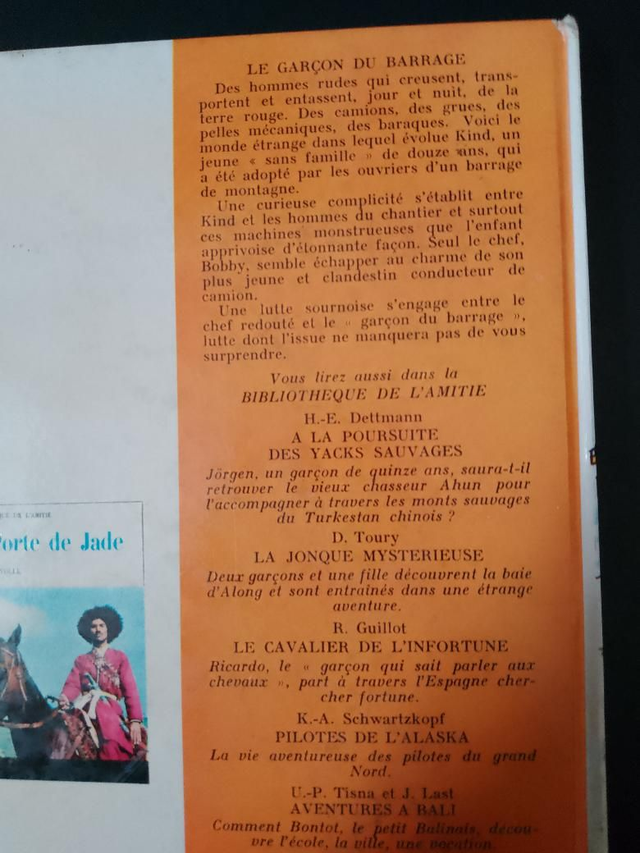 LE GARÇON DU BARRAGE
Des hommes rudes qui creusent, trans-
portent et entassent, jour et nuit, de la
terre rouge. Des camions, des grues, des
pelles mécaniques, des baraques. Voici le
monde étrange dans lequel évolue Kind, un
jeune « sans famille » de douze ans, qui
a été adopté par les ouvriers d'un barrage
de montagne.
Une curieuse complicité s'établit entre
Kind et les hommes du chantier et surtout
ces machines monstrueuses que l'enfant
apprivoise d'étonnante façon. Seul le chef,
Bobby, semble échapper au charme de son
plus jeune et clandestin conducteur de
camion.
Une lutte sournoise s'engage entre le
chef redouté et le « garçon du barrage »,
lutte dont l'issue ne manquera pas de vous
surprendre.
Vous lirez aussi dans la
BIBLIOTHEQUE DE L'AMITIE
H.-E. Dettmann
A LA POURSUITE
DES YACKS SAUVAGES
Jörgen, un garçon de quinze ans, saura-t-il
retrouver le vieux chasseur Ahun pour
l'accompagner à travers les monts sauvages
du Turkestan chinois ?
D. Toury
LA JONQUE MYSTERIEUSE
Deux garçons et une fille découvrent la baie
d'Along et sont entraînés dans une étrange
aventure.
R. Guillot
LE CAVALIER DE L'INFORTUNE
Ricardo, le « garçon qui sait parler aux
chevaux », part à travers l'Espagne cher-
cher fortune.
K.-A. Schwartzkopf
PILOTES DE L'ALASKA
La vie aventureuse des pilotes du grand
Nord.
U.-P. Tisna et J. Last
AVENTURES A BALI
Comment Bontot, le petit Balinais, décou-
vre l'école, la ville, une vocation
DE L'AMITIE
orte de Jade